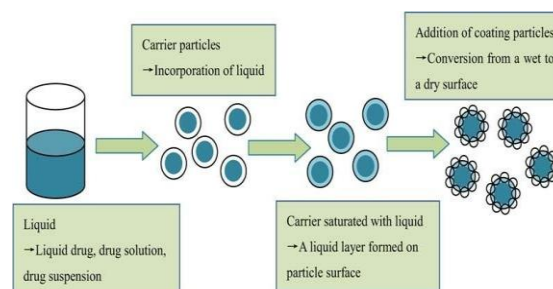 Carrier particles
→Incorporation of liquid
Addition of coating particles
→Conversion from a wet to
a dry surface
Liquid
→Liquid drug, drug solution,
drug suspension
Carrier saturated with liquid
→A liquid layer formed on
particle surface